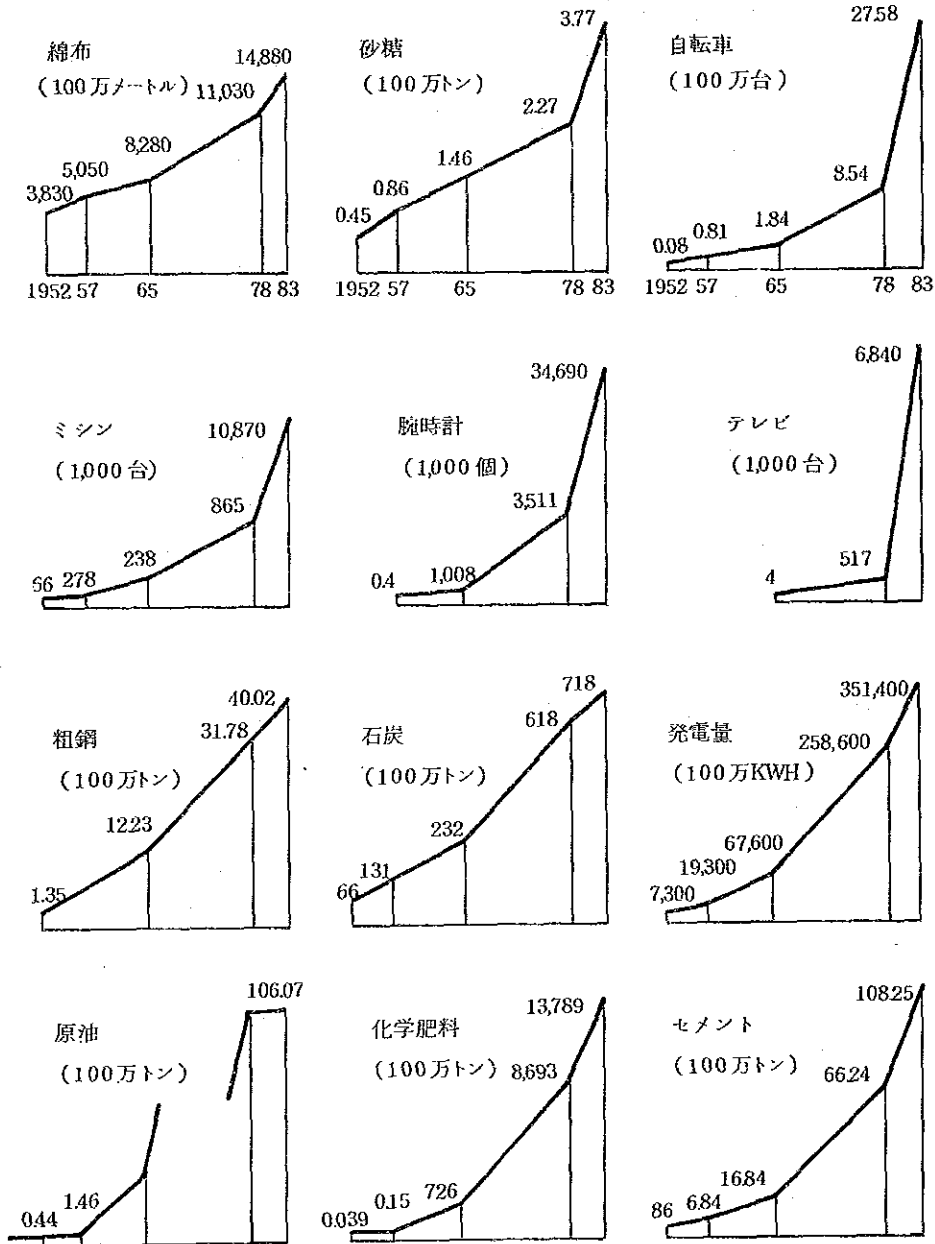 綿布
(100万メートル)
3,830
5,050
8,280
11,030
14,880
1952 57 65 78 83
砂糖
(100万トン)
0.45
0.86
1.46
2.27
3.77
1952 57 65 78 83
自転車
(100万台)
0.08
0.81
1.84
8.54
27.58
1952 57 65 78 83
ミシン
(1,000台)
66
278
238
865
10,870
腕時計
(1,000個)
0.4
1,008
3,511
34,690
テレビ
(1,000台)
4
517
6,840
粗鋼
(100万トン)
1.35
12.23
31.78
40.02
石炭
(100万トン)
66
131
232
618
718
発電量
(100万KWH)
7,300
19,300
67,600
258,600
351,400
原油
(100万トン)
0.44
1.46
106.07
化学肥料
(100万トン)
0.039
0.15
726
8,693
13,789
セメント
(100万トン)
86
6.84
16.84
66.24
108.25